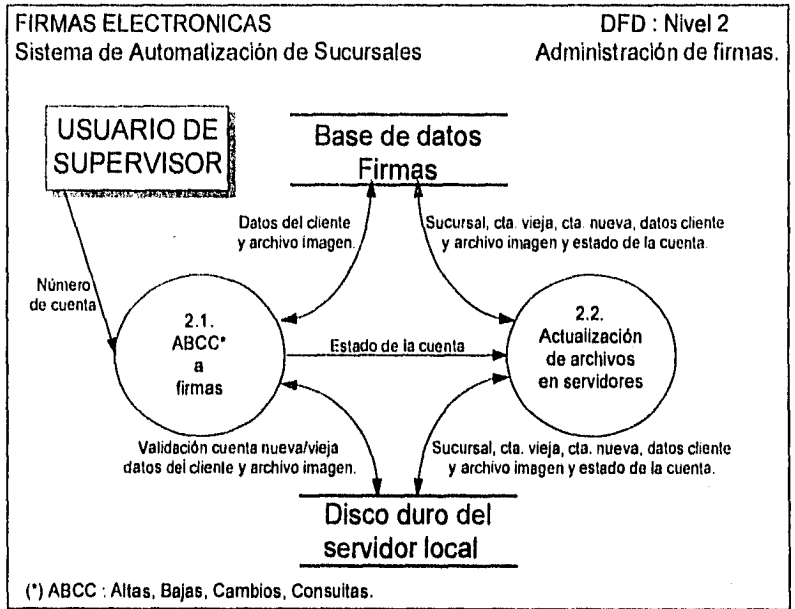 FIRMAS ELECTRONICAS
Sistema de Automatización de Sucursales
DFD : Nivel 2
Administración de firmas.
USUARIO DE
SUPERVISOR
Base de datos
Firmas
Datos del cliente
y archivo imagen.
Sucursal, cta. vieja, cta. nueva, datos cliente
y archivo imagen y estado de la cuenta.
Número
de cuenta
2.1.
ABCC*
a
firmas
Estado de la cuenta
2.2.
Actualización
de archivos
en servidores
Validación cuenta nueva/vieja
datos del cliente y archivo imagen.
Sucursal, cta. vieja, cta. nueva, datos cliente
y archivo imagen y estado de la cuenta.
Disco duro del
servidor local
(*) ABCC : Altas, Bajas, Cambios, Consultas.